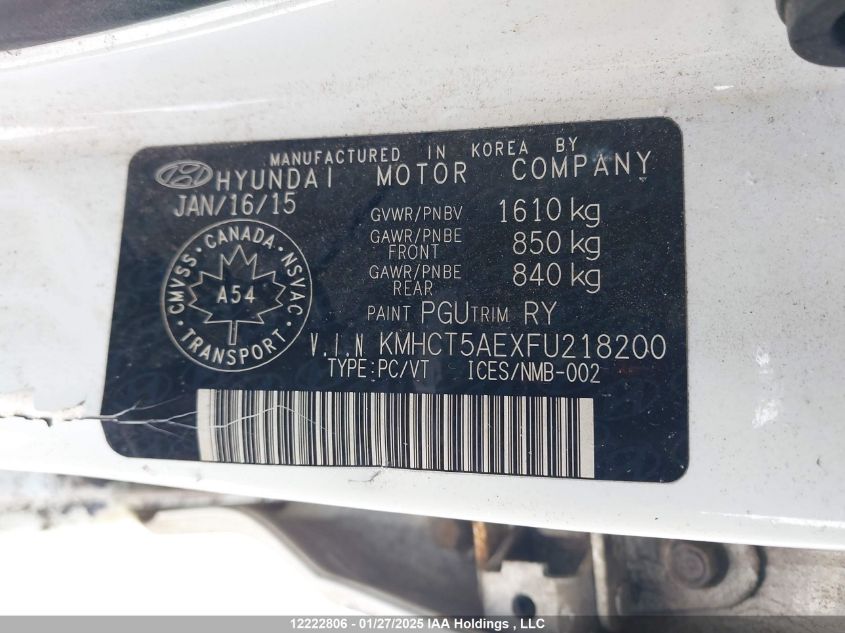 MANUFACTURED IN KOREA BY
HYUNDAI MOTOR COMPANY
JAN/16/15
GVWR/PNBV 1610 kg
GAWR/PNBE FRONT 850 kg
GAWR/PNBE REAR 840 kg
CANADA
CMVSS · NSVAC
A54
TRANSPORT
PAINT PGU TRIM RY
V.I.N KMHCT5AEXFU218200
TYPE:PC/VT ICES/NMB-002
12222806 - 01/27/2025 IAA Holdings , LLC